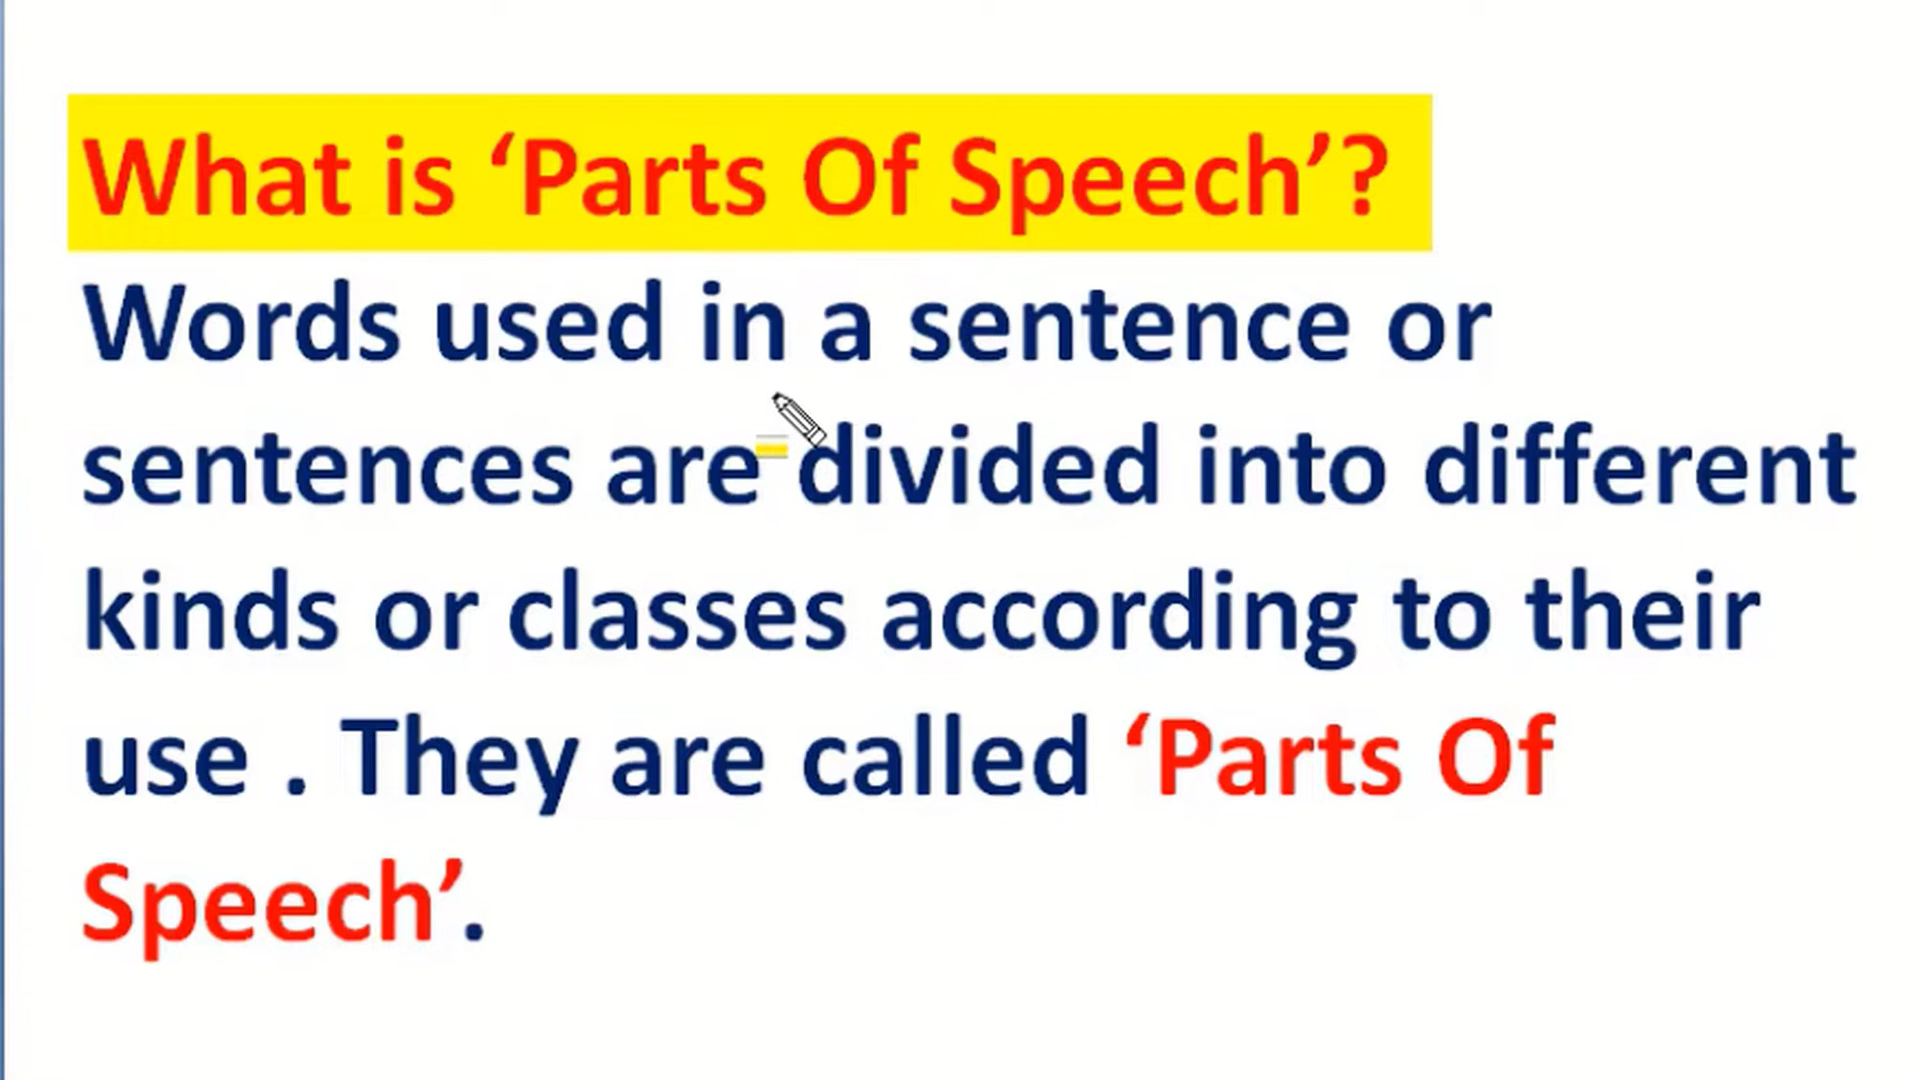 What is ‘Parts Of Speech’?
Words used in a sentence or
sentences are divided into different
kinds or classes according to their
use . They are called ‘Parts Of
Speech’.